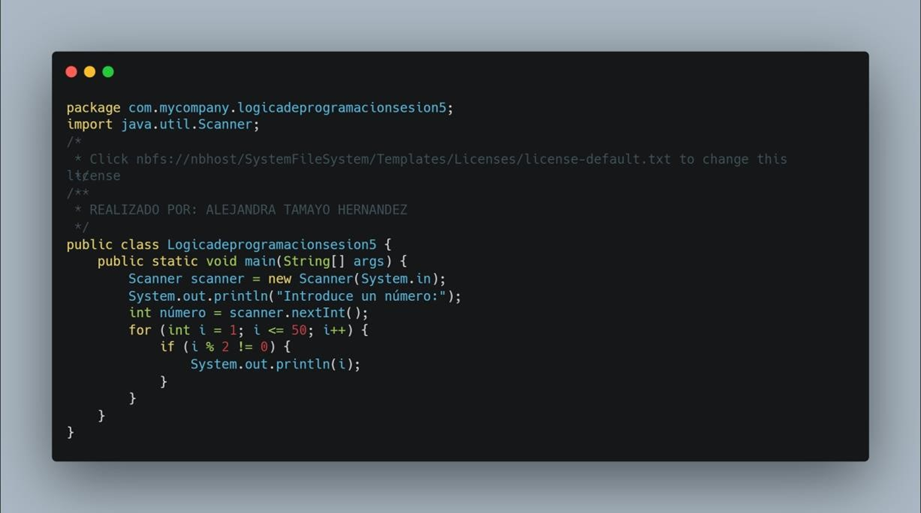 package com.mycompany.logicadeprogramacionsesion5;
import java.util.Scanner;
/*
 * Click nbfs://nbhost/SystemFileSystem/Templates/Licenses/license-default.txt to change this
license
 */
/**
 * REALIZADO POR: ALEJANDRA TAMAYO HERNANDEZ
 */
public class Logicadeprogramacionsesion5 {
    public static void main(String[] args) {
        Scanner scanner = new Scanner(System.in);
        System.out.println("Introduce un número:");
        int número = scanner.nextInt();
        for (int i = 1; i <= 50; i++) {
            if (i % 2 != 0) {
                System.out.println(i);
            }
        }
    }
}